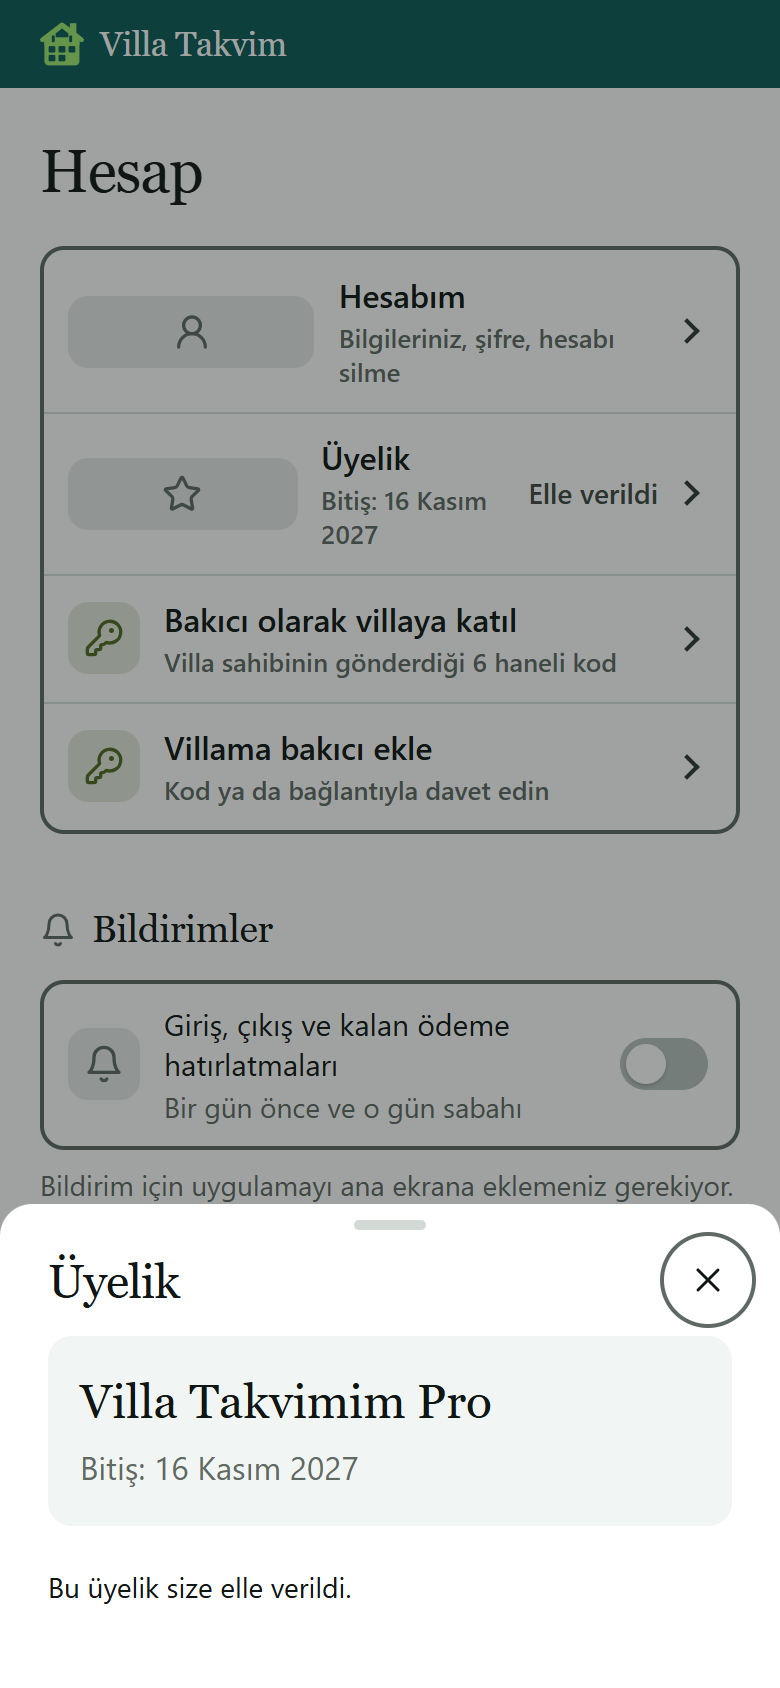 Villa Takvim
Hesap
Hesabım
Bilgileriniz, şifre, hesabı
silme
Üyelik
Bitiş: 16 Kasım
2027
Elle verildi
Bakıcı olarak villaya katıl
Villa sahibinin gönderdiği 6 haneli kod
Villama bakıcı ekle
Kod ya da bağlantıyla davet edin
Bildirimler
Giriş, çıkış ve kalan ödeme
hatırlatmaları
Bir gün önce ve o gün sabahı
Bildirim için uygulamayı ana ekrana eklemeniz gerekiyor.
Üyelik
Villa Takvimim Pro
Bitiş: 16 Kasım 2027
Bu üyelik size elle verildi.